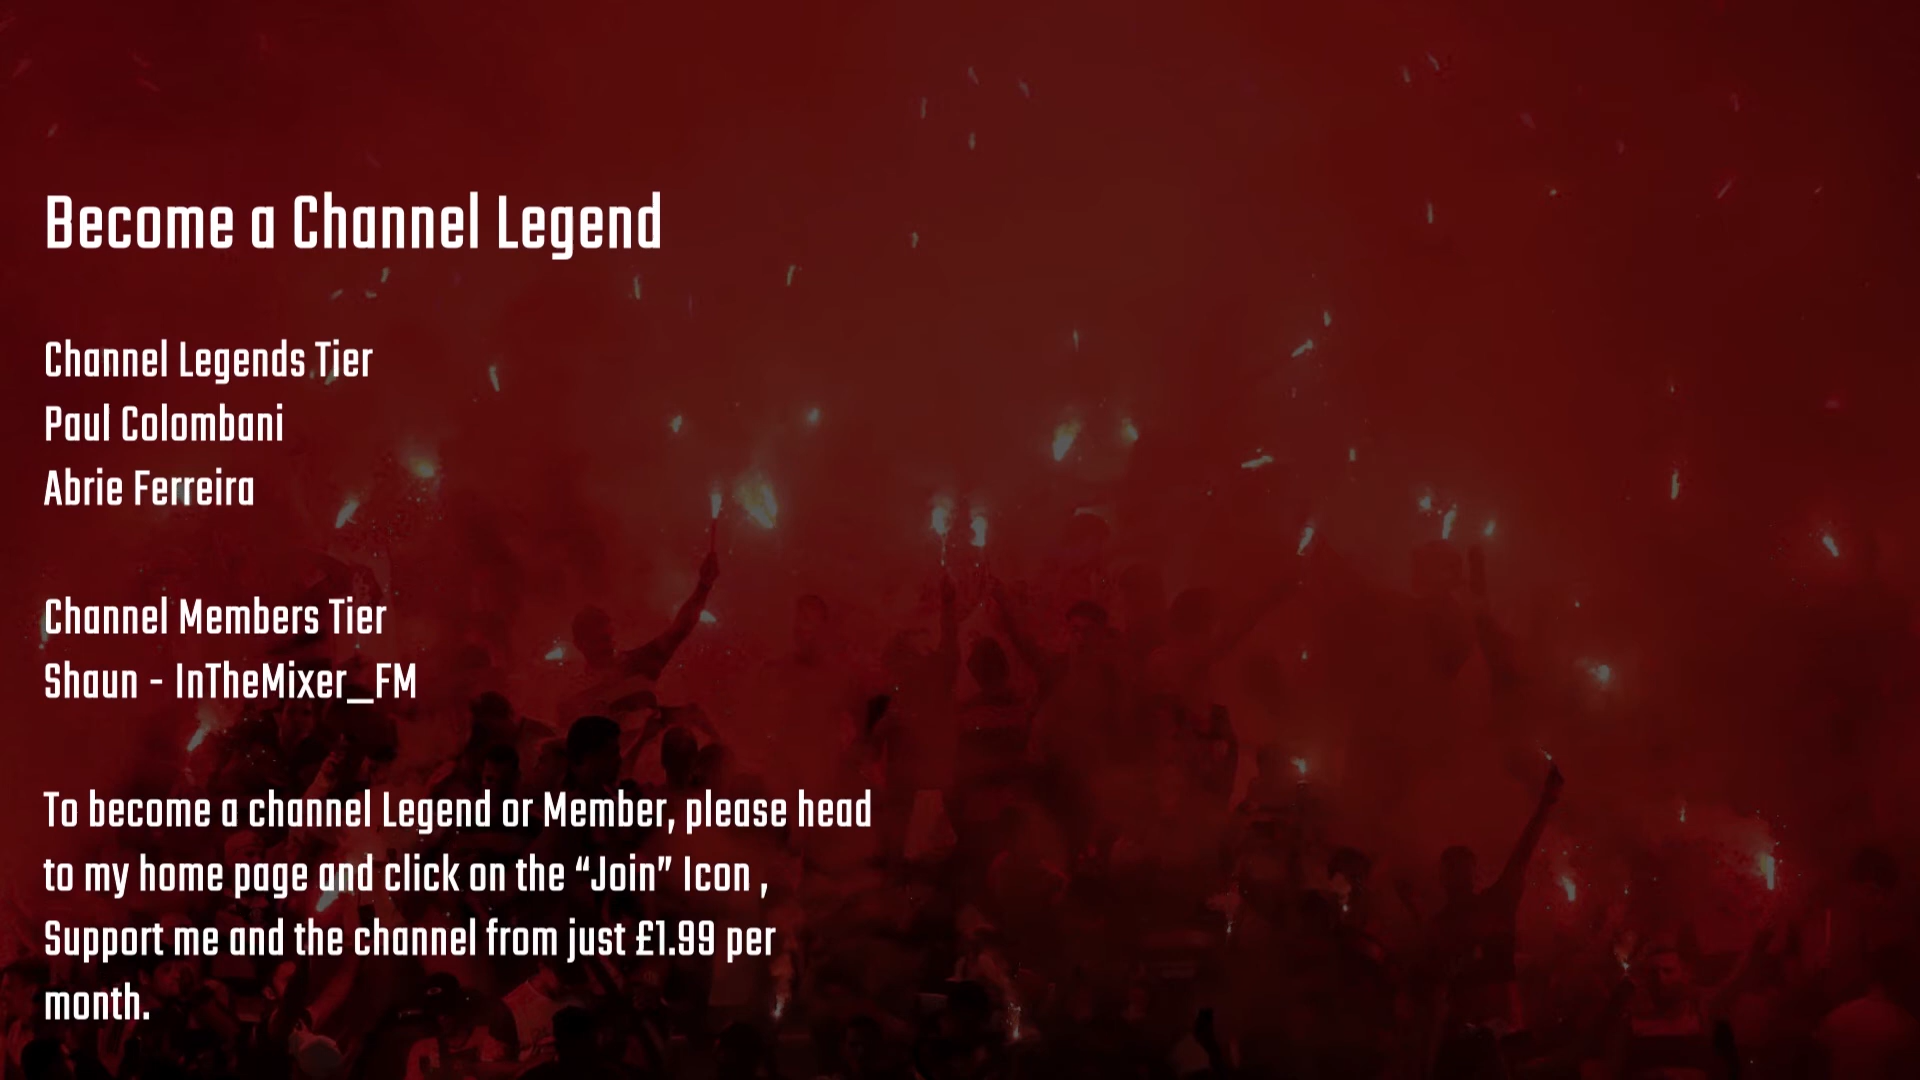 Become a Channel Legend
Channel Legends Tier
Paul Colombani
Abrie Ferreira
Channel Members Tier
Shaun - InTheMixer_FM
To become a channel Legend or Member, please head
to my home page and click on the “Join” Icon ,
Support me and the channel from just £1.99 per
month.